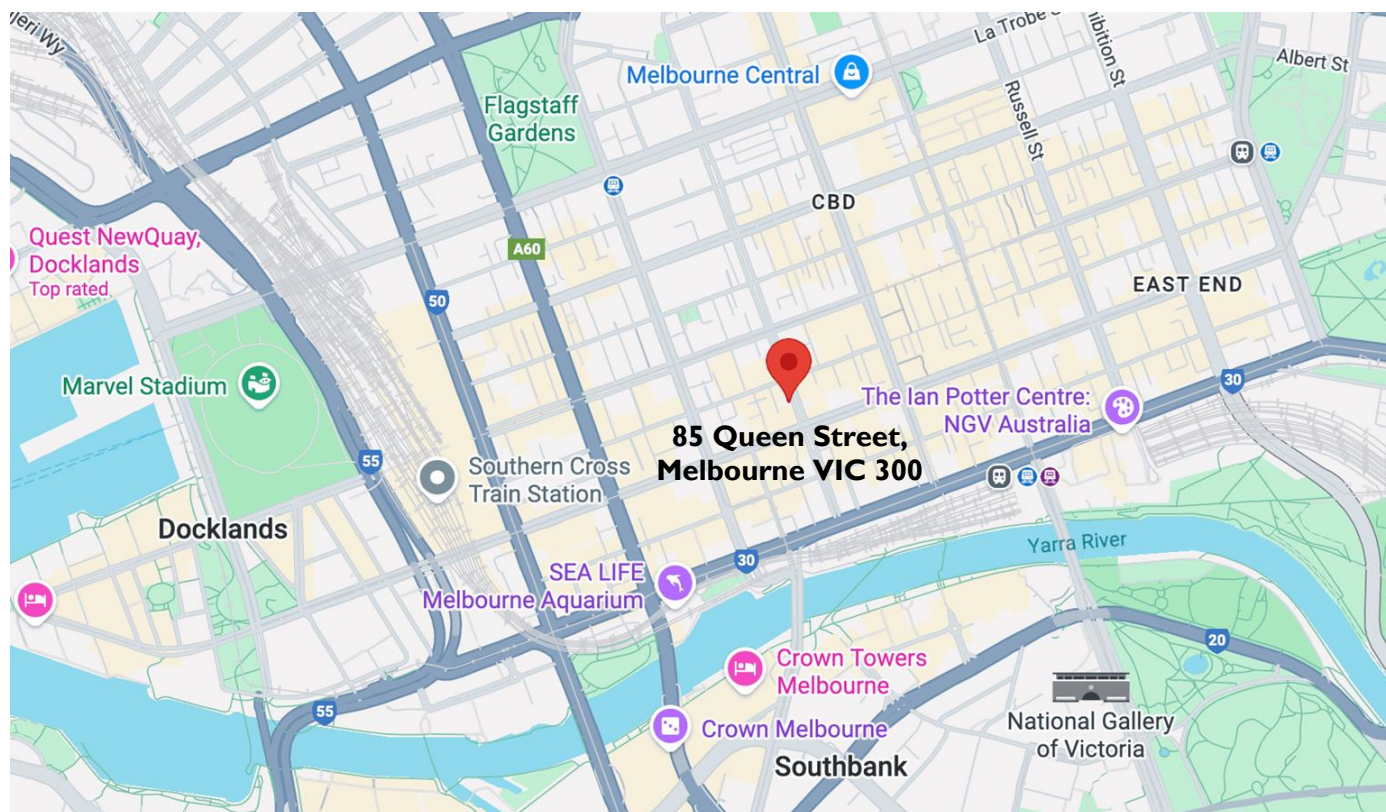 La Trobe
Melbourne Central
Albert St
Flagstaff
Gardens
Russell St
CBD
Quest NewQuay,
Docklands
Top rated
A60
EAST END
50
Marvel Stadium
The Ian Potter Centre:
NGV Australia
30
85 Queen Street,
Melbourne VIC 300
55
Southern Cross
Train Station
Docklands
Yarra River
30
SEA LIFE
Melbourne Aquarium
20
Crown Towers
Melbourne
55
Crown Melbourne
National Gallery
of Victoria
Southbank